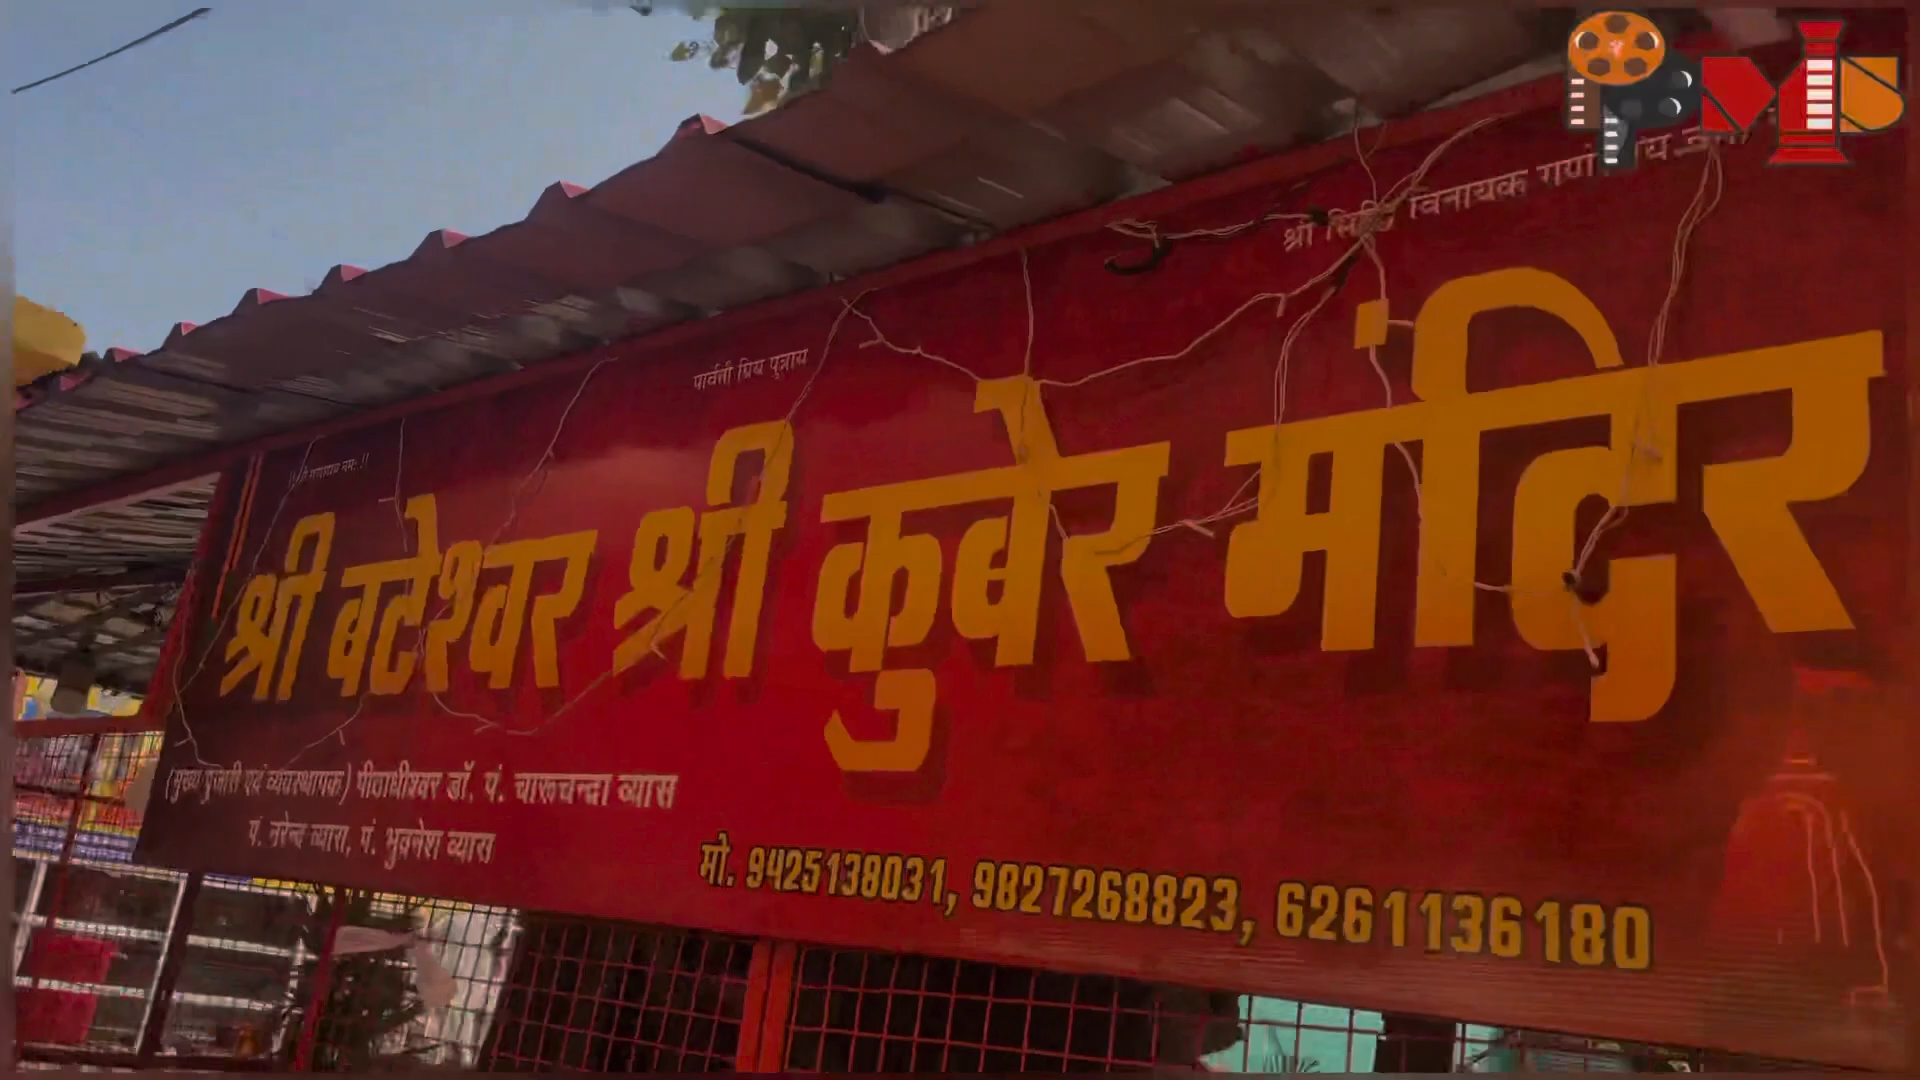 श्री विनायक
पार्वती प्रिय पुत्राय
श्री बटेश्वर श्री कुबेर मंदिर
(मुख्य पुजारी एवं व्यवस्थापक) पीठाधीश्वर डॉ. पं. चारूचन्दा व्यास
पं. नरेन्द्र व्यास, पं. भुवनेश व्यास
मो. 9425138031, 9827268823, 6261136180